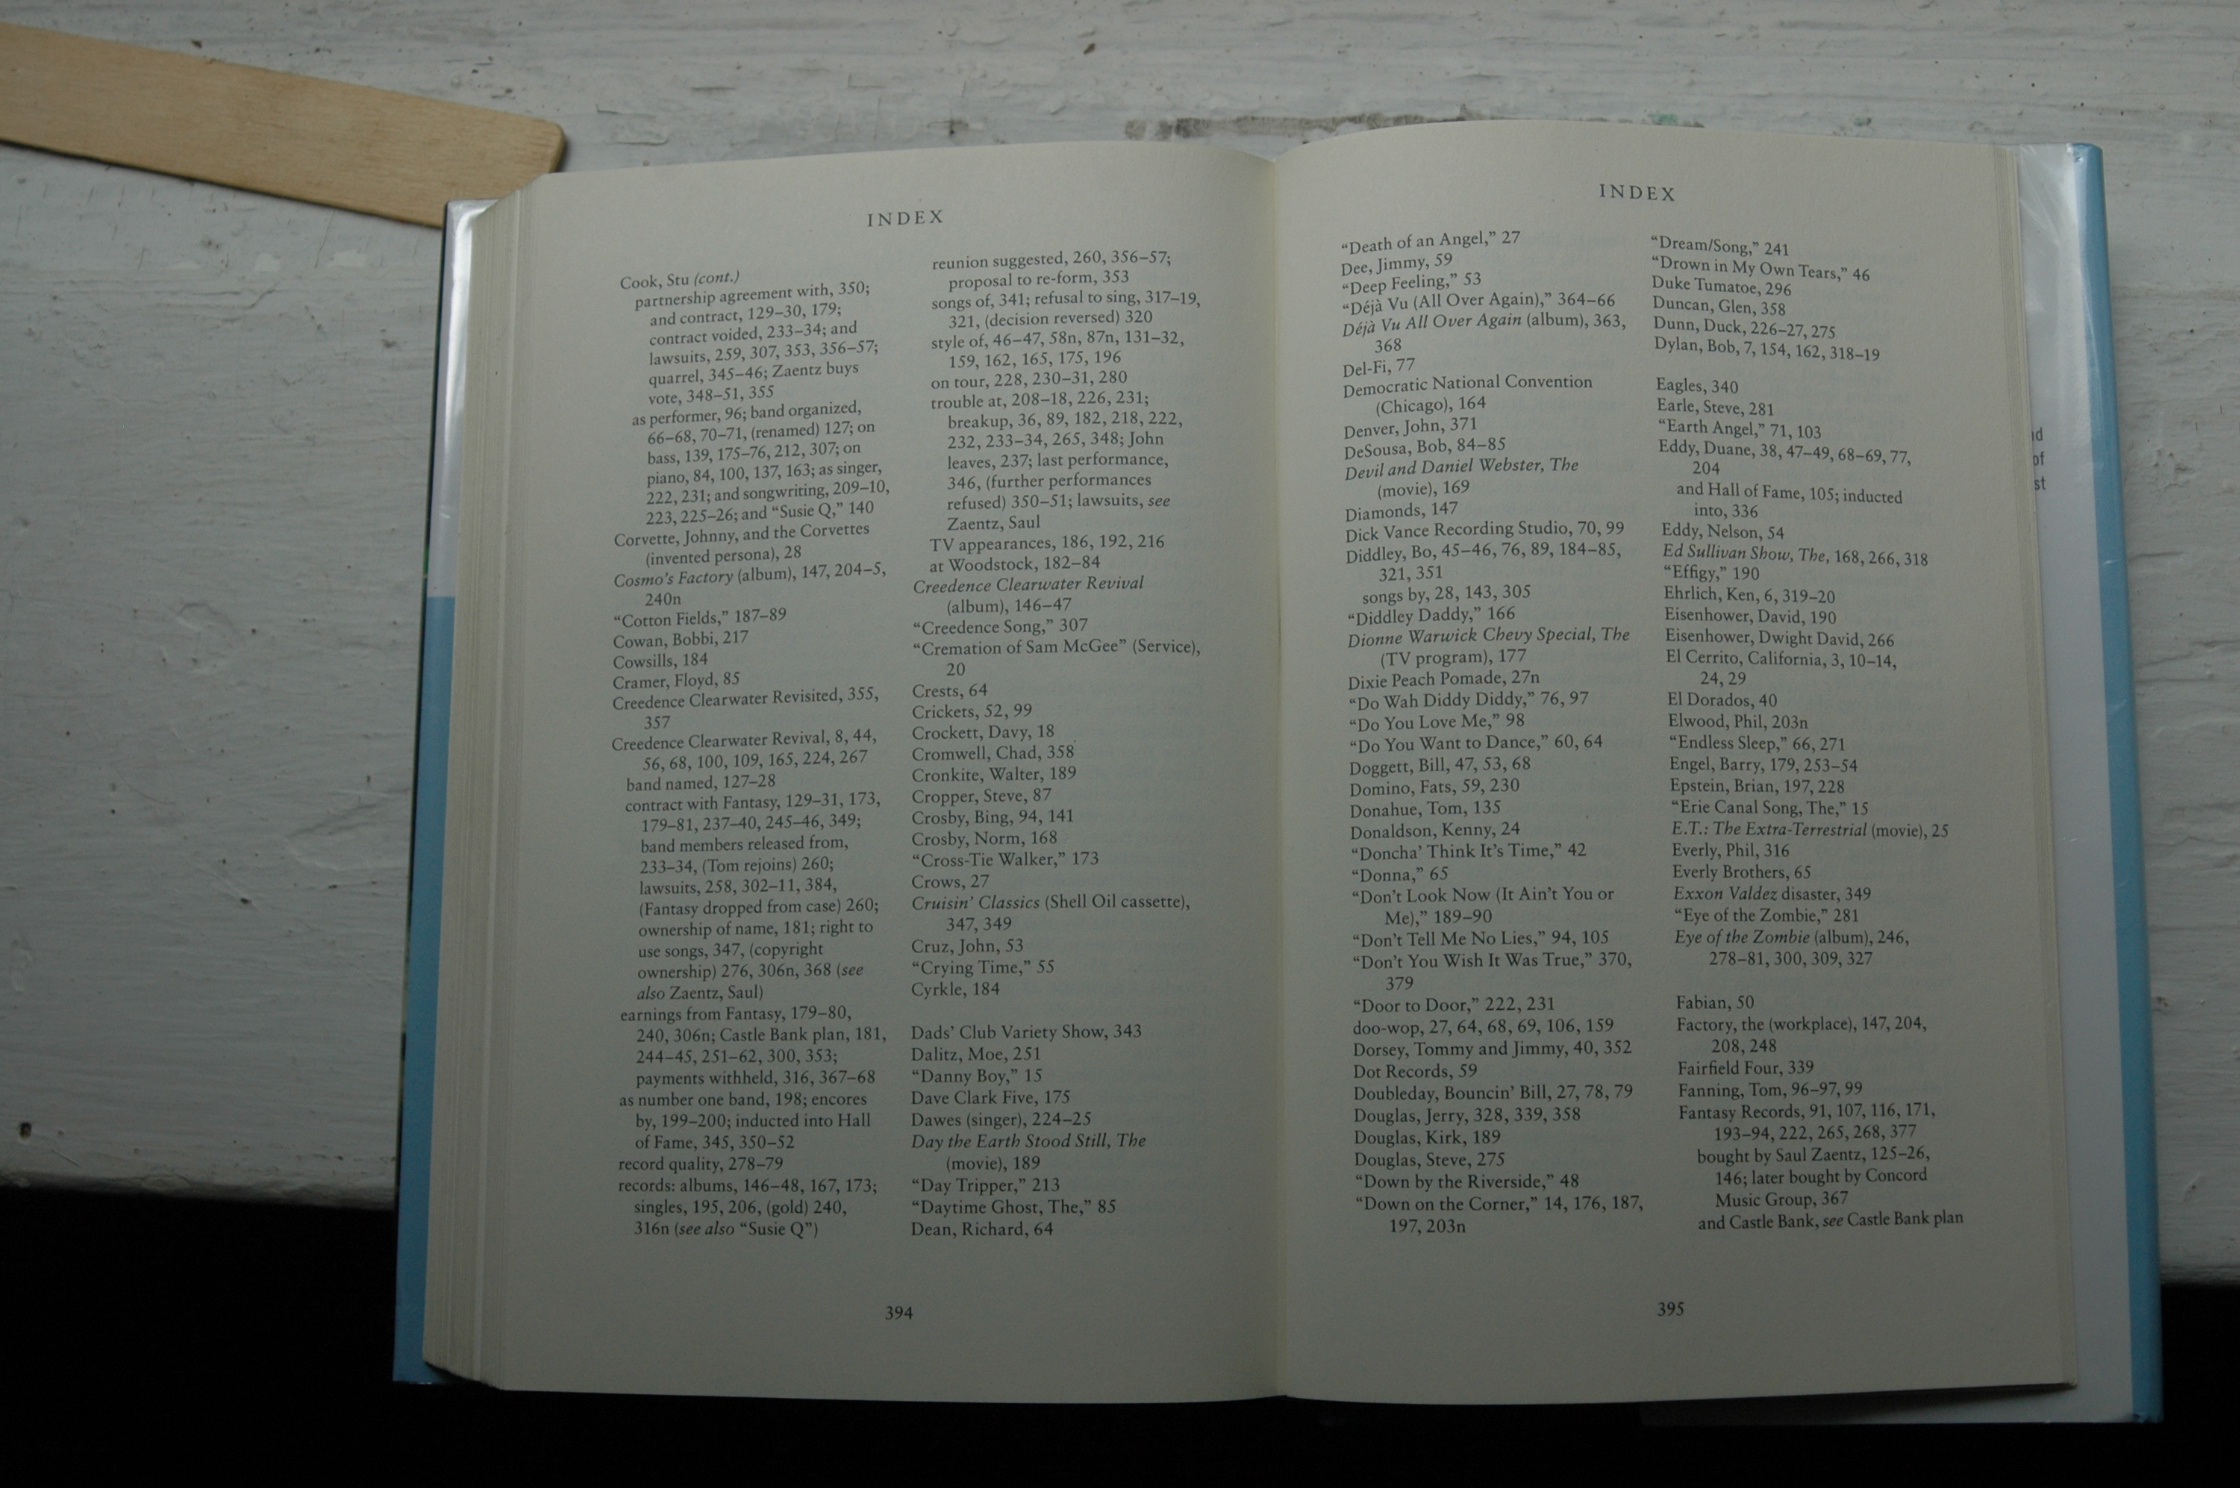 INDEX
Cook, Stu (cont.)
partnership agreement with, 350;
and contract, 129–30, 179;
contract voided, 233–34; and
lawsuits, 259, 307, 353, 356–57;
quarrel, 345–46; Zaentz buys
vote, 348–51, 355
as performer, 96; band organized,
66–68, 70–71, (renamed) 127; on
bass, 139, 175–76, 212, 307; on
piano, 84, 100, 137, 163; as singer,
222, 231; and songwriting, 209–10,
223, 225–26; and “Susie Q,” 140
Corvette, Johnny, and the Corvettes
(invented persona), 28
Cosmo’s Factory (album), 147, 204–5,
240n
“Cotton Fields,” 187–89
Cowan, Bobbi, 217
Cowsills, 184
Cramer, Floyd, 85
Creedence Clearwater Revisited, 355,
357
Creedence Clearwater Revival, 8, 44,
56, 68, 100, 109, 165, 224, 267
band named, 127–28
contract with Fantasy, 129–31, 173,
179–81, 237–40, 245–46, 349;
band members released from,
233–34, (Tom rejoins) 260;
lawsuits, 258, 302–11, 384,
(Fantasy dropped from case) 260;
ownership of name, 181; right to
use songs, 347, (copyright
ownership) 276, 306n, 368 (see
also Zaentz, Saul)
earnings from Fantasy, 179–80,
240, 306n; Castle Bank plan, 181,
244–45, 251–62, 300, 353;
payments withheld, 316, 367–68
as number one band, 198; encores
by, 199–200; inducted into Hall
of Fame, 345, 350–52
record quality, 278–79
records: albums, 146–48, 167, 173;
singles, 195, 206, (gold) 240,
316n (see also “Susie Q”)
reunion suggested, 260, 356–57;
proposal to re-form, 353
songs of, 341; refusal to sing, 317–19,
321, (decision reversed) 320
style of, 46–47, 58n, 87n, 131–32,
159, 162, 165, 175, 196
on tour, 228, 230–31, 280
trouble at, 208–18, 226, 231;
breakup, 36, 89, 182, 218, 222,
232, 233–34, 265, 348; John
leaves, 237; last performance,
346, (further performances
refused) 350–51; lawsuits, see
Zaentz, Saul
TV appearances, 186, 192, 216
at Woodstock, 182–84
Creedence Clearwater Revival
(album), 146–47
“Creedence Song,” 307
“Cremation of Sam McGee” (Service),
20
Crests, 64
Crickets, 52, 99
Crockett, Davy, 18
Cromwell, Chad, 358
Cronkite, Walter, 189
Cropper, Steve, 87
Crosby, Bing, 94, 141
Crosby, Norm, 168
“Cross-Tie Walker,” 173
Crows, 27
Cruisin’ Classics (Shell Oil cassette),
347, 349
Cruz, John, 53
“Crying Time,” 55
Cyrkle, 184
Dads’ Club Variety Show, 343
Dalitz, Moe, 251
“Danny Boy,” 15
Dave Clark Five, 175
Dawes (singer), 224–25
Day the Earth Stood Still, The
(movie), 189
“Day Tripper,” 213
“Daytime Ghost, The,” 85
Dean, Richard, 64
394
INDEX
“Death of an Angel,” 27
Dee, Jimmy, 59
“Deep Feeling,” 53
“Déjà Vu (All Over Again),” 364–66
Déjà Vu All Over Again (album), 363,
368
Del-Fi, 77
Democratic National Convention
(Chicago), 164
Denver, John, 371
DeSousa, Bob, 84–85
Devil and Daniel Webster, The
(movie), 169
Diamonds, 147
Dick Vance Recording Studio, 70, 99
Diddley, Bo, 45–46, 76, 89, 184–85,
321, 351
songs by, 28, 143, 305
“Diddley Daddy,” 166
Dionne Warwick Chevy Special, The
(TV program), 177
Dixie Peach Pomade, 27n
“Do Wah Diddy Diddy,” 76, 97
“Do You Love Me,” 98
“Do You Want to Dance,” 60, 64
Doggett, Bill, 47, 53, 68
Domino, Fats, 59, 230
Donahue, Tom, 135
Donaldson, Kenny, 24
“Doncha’ Think It’s Time,” 42
“Donna,” 65
“Don’t Look Now (It Ain’t You or
Me),” 189–90
“Don’t Tell Me No Lies,” 94, 105
“Don’t You Wish It Was True,” 370,
379
“Door to Door,” 222, 231
doo-wop, 27, 64, 68, 69, 106, 159
Dorsey, Tommy and Jimmy, 40, 352
Dot Records, 59
Doubleday, Bouncin’ Bill, 27, 78, 79
Douglas, Jerry, 328, 339, 358
Douglas, Kirk, 189
Douglas, Steve, 275
“Down by the Riverside,” 48
“Down on the Corner,” 14, 176, 187,
197, 203n
“Dream/Song,” 241
“Drown in My Own Tears,” 46
Duke Tumatoe, 296
Duncan, Glen, 358
Dunn, Duck, 226–27, 275
Dylan, Bob, 7, 154, 162, 318–19
Eagles, 340
Earle, Steve, 281
“Earth Angel,” 71, 103
Eddy, Duane, 38, 47–49, 68–69, 77,
204
and Hall of Fame, 105; inducted
into, 336
Eddy, Nelson, 54
Ed Sullivan Show, The, 168, 266, 318
“Effigy,” 190
Ehrlich, Ken, 6, 319–20
Eisenhower, David, 190
Eisenhower, Dwight David, 266
El Cerrito, California, 3, 10–14,
24, 29
El Dorados, 40
Elwood, Phil, 203n
“Endless Sleep,” 66, 271
Engel, Barry, 179, 253–54
Epstein, Brian, 197, 228
“Erie Canal Song, The,” 15
E.T.: The Extra-Terrestrial (movie), 25
Everly, Phil, 316
Everly Brothers, 65
Exxon Valdez disaster, 349
“Eye of the Zombie,” 281
Eye of the Zombie (album), 246,
278–81, 300, 309, 327
Fabian, 50
Factory, the (workplace), 147, 204,
208, 248
Fairfield Four, 339
Fanning, Tom, 96–97, 99
Fantasy Records, 91, 107, 116, 171,
193–94, 222, 265, 268, 377
bought by Saul Zaentz, 125–26,
146; later bought by Concord
Music Group, 367
and Castle Bank, see Castle Bank plan
395
of
st